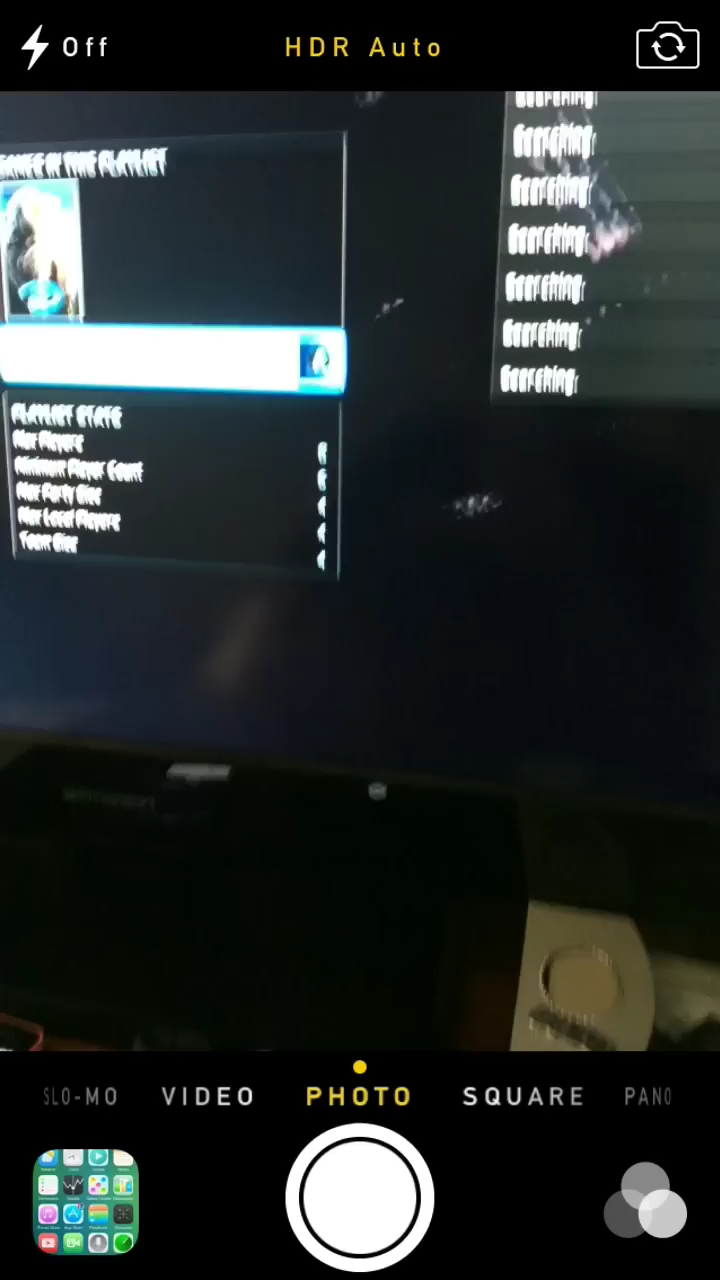 Off
HDR Auto
GAMES IN THIS PLAYLIST
Searching
Searching
Searching
Searching
Searching
Searching
Searching
PLAYLIST STATS
Max Players
Minimum Player Count
Max Party Size
Max Local Players
Team Size
SLO-MO VIDEO PHOTO SQUARE PANO